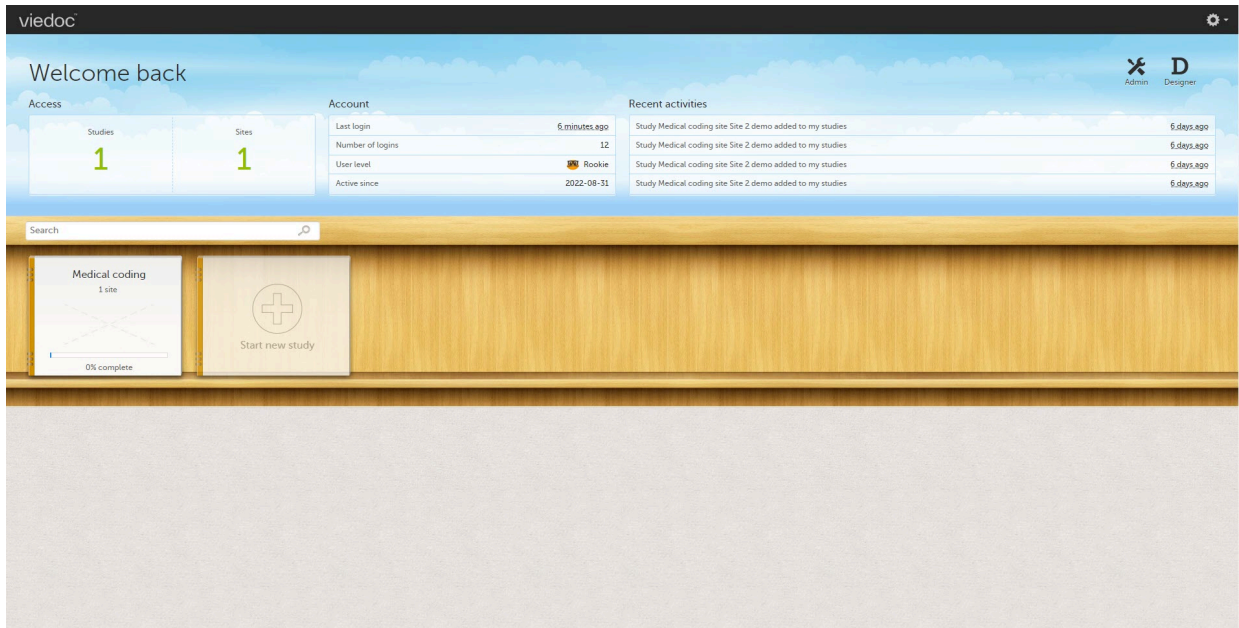 viedoc™
Welcome back
Admin
Designer
Access
Studies
1
Sites
1
Account
Last login 6 minutes ago
Number of logins 12
User level Rookie
Active since 2022-08-31
Recent activities
Study Medical coding site Site 2 demo added to my studies 6 days ago
Study Medical coding site Site 2 demo added to my studies 6 days ago
Study Medical coding site Site 2 demo added to my studies 6 days ago
Study Medical coding site Site 2 demo added to my studies 6 days ago
Search
Medical coding
1 site
0% complete
Start new study